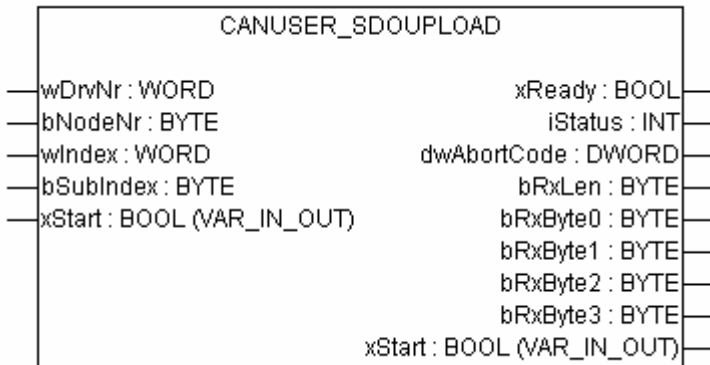 CANUSER_SDOUPLOAD
wDrvNr : WORD xReady : BOOL
bNodeNr : BYTE iStatus : INT
wIndex : WORD dwAbortCode : DWORD
bSubIndex : BYTE bRxLen : BYTE
xStart : BOOL (VAR_IN_OUT) bRxByte0 : BYTE
bRxByte1 : BYTE
bRxByte2 : BYTE
bRxByte3 : BYTE
xStart : BOOL (VAR_IN_OUT)